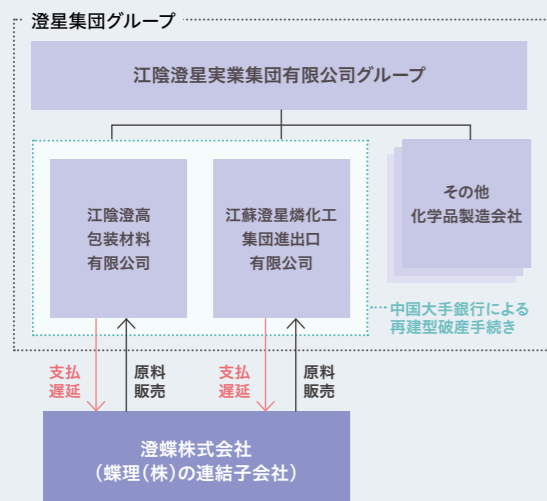 澄星集団グループ
江陰澄星実業集団有限公司グループ
江陰澄高
包装材料
有限公司
江蘇澄星燐化工
集団進出口
有限公司
その他
化学品製造会社
中国大手銀行による
再建型破産手続き
支払
遅延
原料
販売
支払
遅延
原料
販売
澄蝶株式会社
（蝶理（株）の連結子会社）